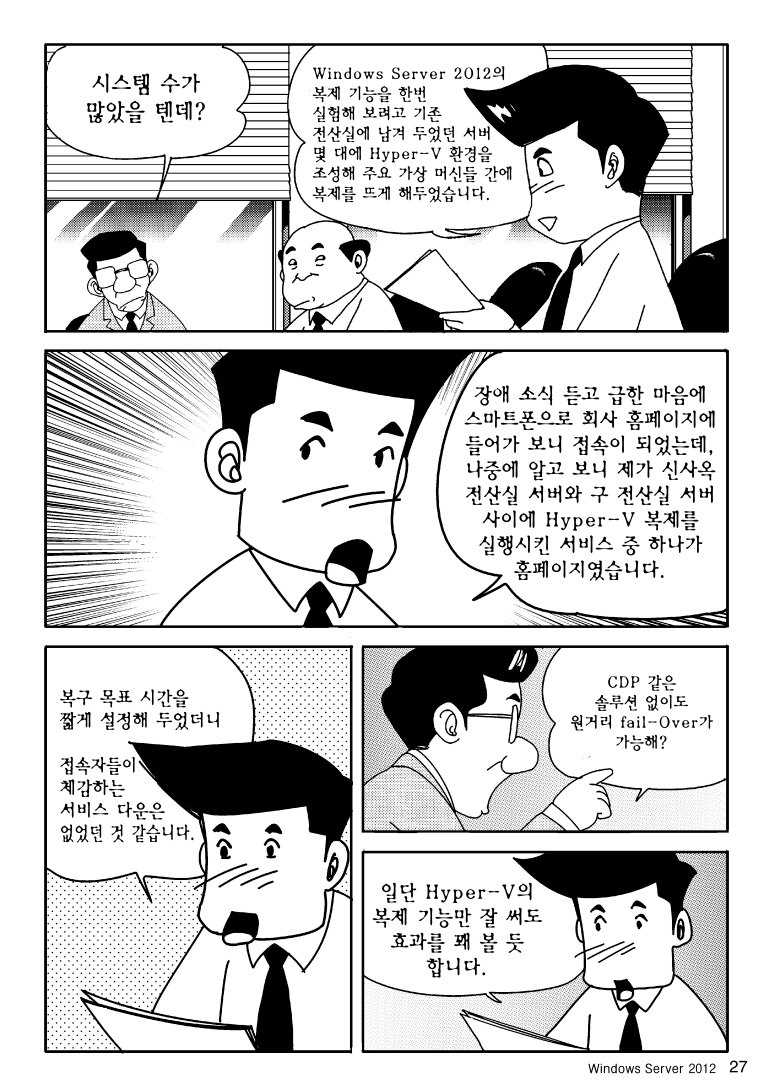 시스템 수가
많았을 텐데?
Windows Server 2012의
복제 기능을 한번
실험해 보려고 기존
전산실에 남겨 두었던 서버
몇 대에 Hyper-V 환경을
조성해 주요 가상 머신들 간에
복제를 뜨게 해두었습니다.
장애 소식 듣고 급한 마음에
스마트폰으로 회사 홈페이지에
들어가 보니 접속이 되었는데,
나중에 알고 보니 제가 신사옥
전산실 서버와 구 전산실 서버
사이에 Hyper-V 복제를
실행시킨 서비스 중 하나가
홈페이지였습니다.
복구 목표 시간을
짧게 설정해 두었더니
접속자들이
체감하는
서비스 다운은
없었던 것 같습니다.
CDP 같은
솔루션 없이도
원거리 fail-Over가
가능해?
일단 Hyper-V의
복제 기능만 잘 써도
효과를 꽤 볼 듯
합니다.
Windows Server 2012 27